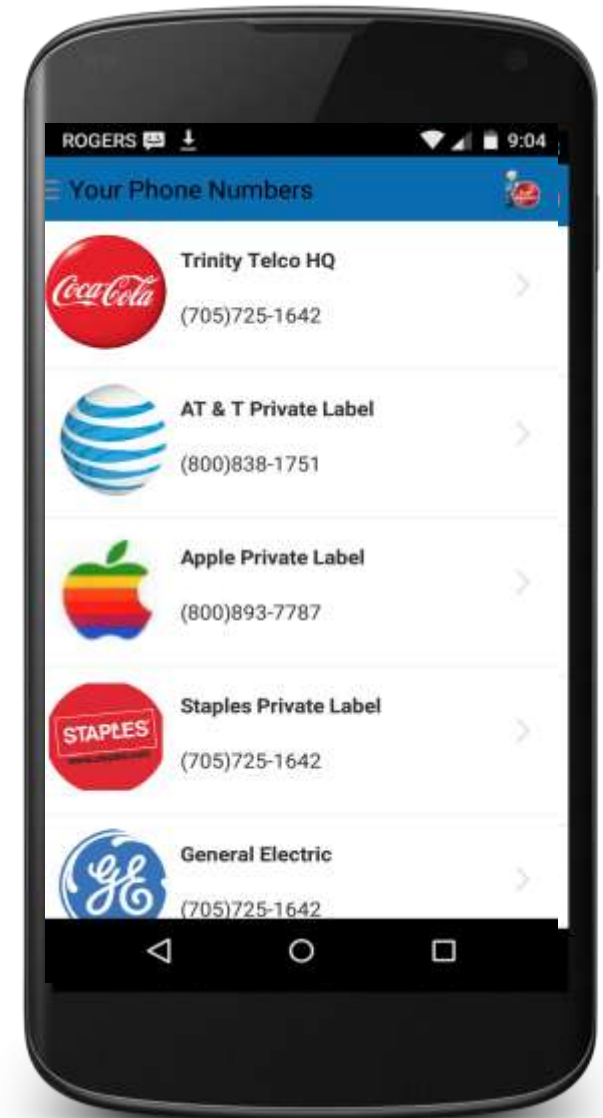 ROGERS 9:04
Your Phone Numbers
Coca-Cola
Trinity Telco HQ
(705)725-1642
AT & T Private Label
(800)838-1751
Apple Private Label
(800)893-7787
STAPLES
Staples Private Label
(705)725-1642
GE
General Electric
(705)725-1642